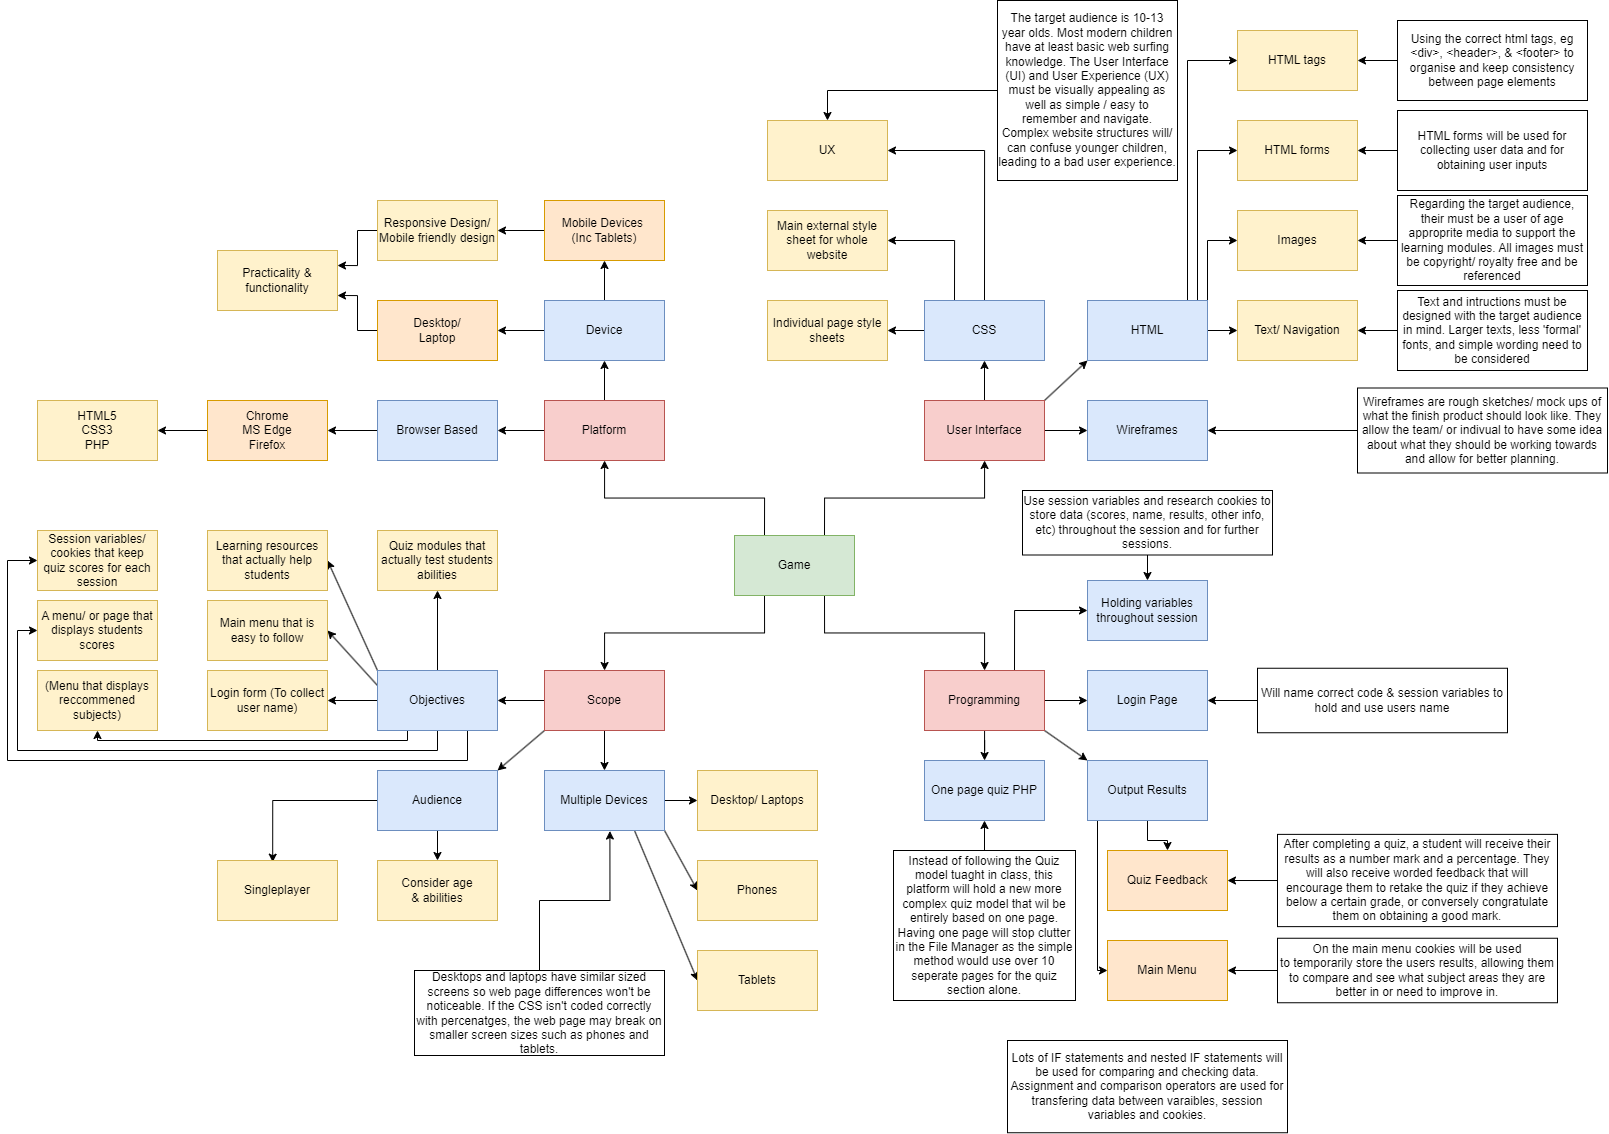 The target audience is 10-13
year olds. Most modern children
have at least basic web surfing
knowledge. The User Interface
(UI) and User Experience (UX)
must be visually appealing as
well as simple / easy to
remember and navigate.
Complex website structures will/
can confuse younger children,
leading to a bad user experience.
HTML tags
Using the correct html tags, eg
<div>, <header>, & <footer> to
organise and keep consistency
between page elements
UX
HTML forms
HTML forms will be used for
collecting user data and for
obtaining user inputs
Responsive Design/
Mobile friendly design
Mobile Devices
(Inc Tablets)
Main external style
sheet for whole
website
Images
Regarding the target audience,
their must be a user of age
approprite media to support the
learning modules. All images must
be copyright/ royalty free and be
referenced
Practicality &
functionality
Desktop/
Laptop
Device
Individual page style
sheets
CSS
HTML
Text/ Navigation
Text and intructions must be
designed with the target audience
in mind. Larger texts, less 'formal'
fonts, and simple wording need to
be considered
HTML5
CSS3
PHP
Chrome
MS Edge
Firefox
Browser Based
Platform
User Interface
Wireframes
Wireframes are rough sketches/ mock ups of
what the finish product should look like. They
allow the team/ or indivual to have some idea
about what they should be working towards
and allow for better planning.
Use session variables and research cookies to
store data (scores, name, results, other info,
etc) throughout the session and for further
sessions.
Session variables/
cookies that keep
quiz scores for each
session
Learning resources
that actually help
students
Quiz modules that
actually test students
abilities
Game
Holding variables
throughout session
A menu/ or page that
displays students
scores
Main menu that is
easy to follow
(Menu that displays
reccommened
subjects)
Login form (To collect
user name)
Objectives
Scope
Programming
Login Page
Will name correct code & session variables to
hold and use users name
Audience
Multiple Devices
Desktop/ Laptops
One page quiz PHP
Output Results
Singleplayer
Consider age
& abilities
Phones
Instead of following the Quiz
model tuaght in class, this
platform will hold a new more
complex quiz model that wil be
entirely based on one page.
Having one page will stop clutter
in the File Manager as the simple
method would use over 10
seperate pages for the quiz
section alone.
Quiz Feedback
After completing a quiz, a student will receive their
results as a number mark and a percentage. They
will also receive worded feedback that will
encourage them to retake the quiz if they achieve
below a certain grade, or conversely congratulate
them on obtaining a good mark.
Tablets
Main Menu
On the main menu cookies will be used
to temporarily store the users results, allowing them
to compare and see what subject areas they are
better in or need to improve in.
Desktops and laptops have similar sized
screens so web page differences won't be
noticeable. If the CSS isn't coded correctly
with percenatges, the web page may break on
smaller screen sizes such as phones and
tablets.
Lots of IF statements and nested IF statements will
be used for comparing and checking data.
Assignment and comparison operators are used for
transfering data between varaibles, session
variables and cookies.